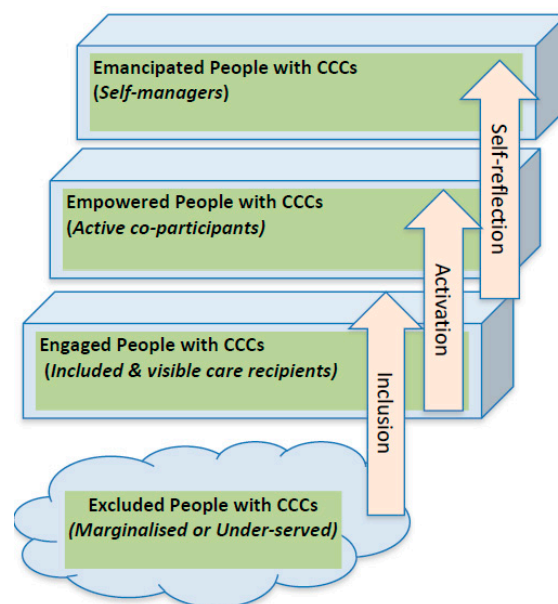 Emancipated People with CCCs
(Self-managers)
Self-reflection
Empowered People with CCCs
(Active co-participants)
Activation
Engaged People with CCCs
(Included & visible care recipients)
Inclusion
Excluded People with CCCs
(Marginalised or Under-served)